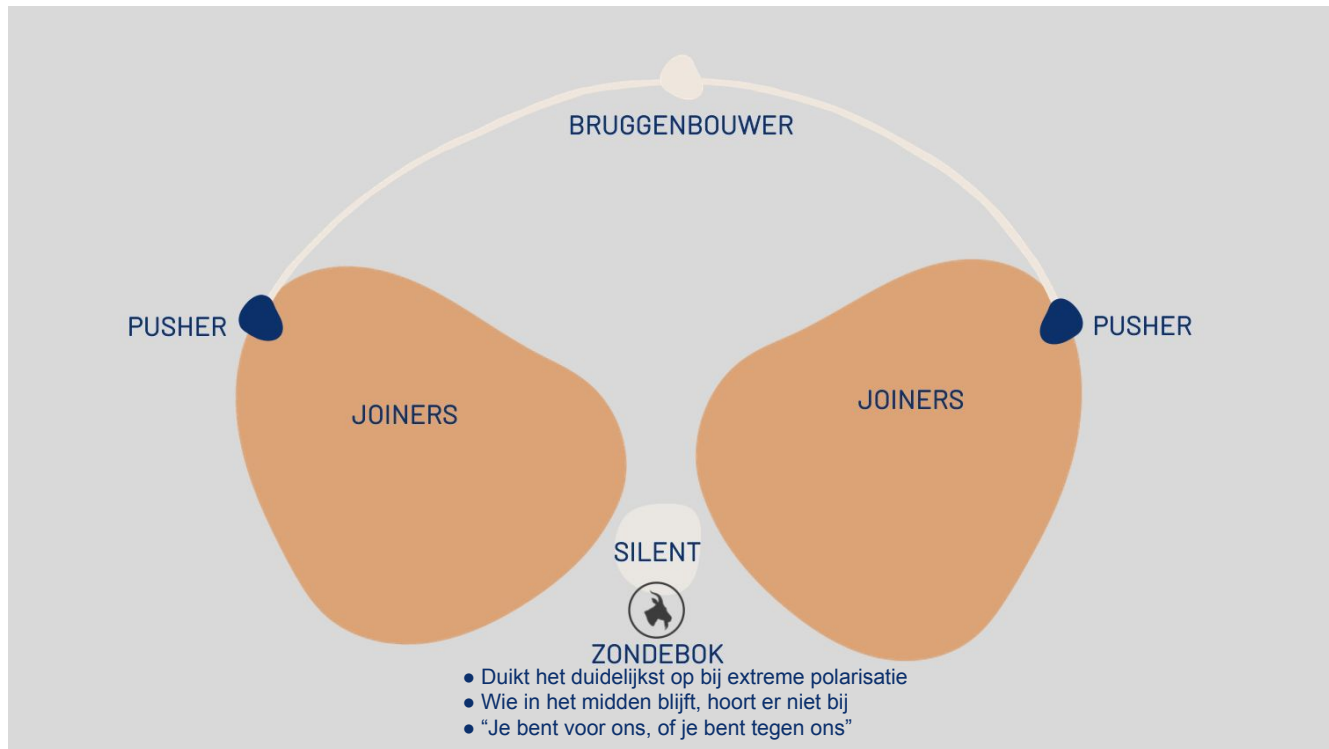 BRUGGENBOUWER
PUSHER
PUSHER
JOINERS
JOINERS
SILENT
ZONDEBOK
● Duikt het duidelijkst op bij extreme polarisatie
● Wie in het midden blijft, hoort er niet bij
● “Je bent voor ons, of je bent tegen ons”